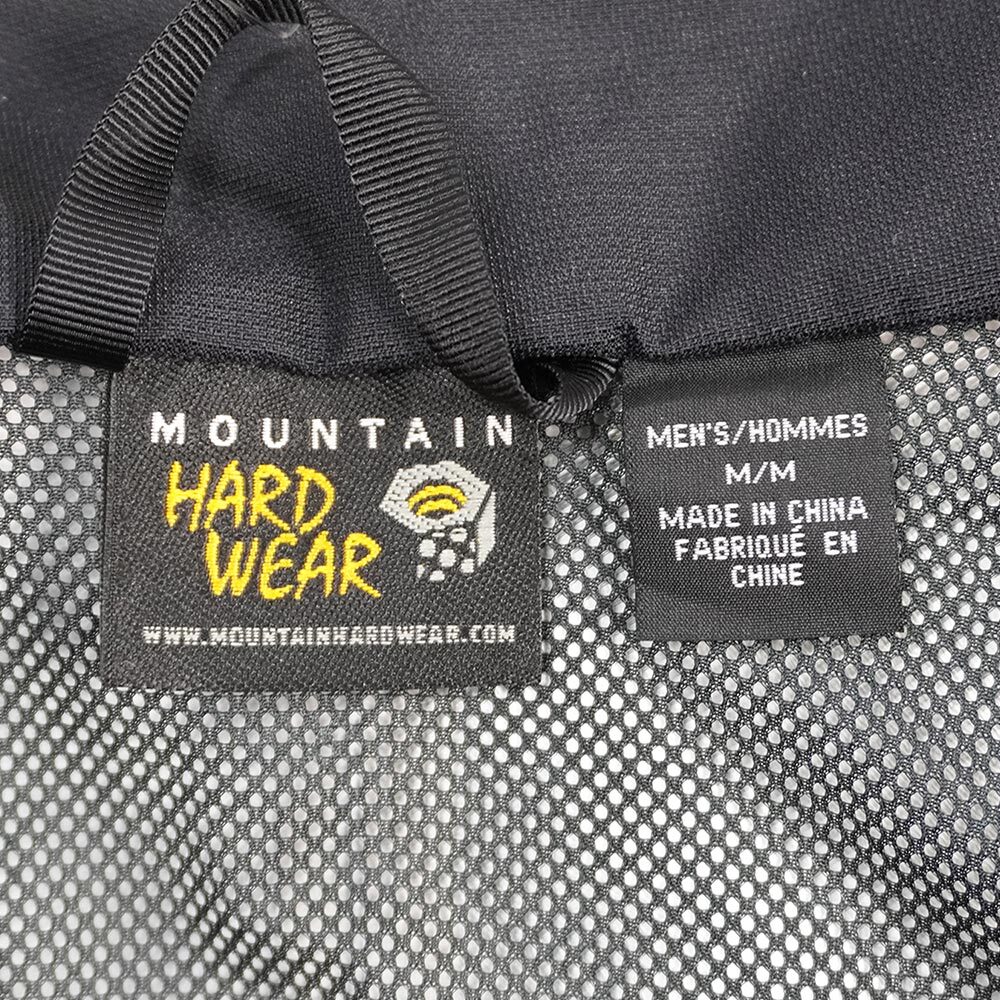 MOUNTAIN
HARD
WEAR
WWW.MOUNTAINHARDWEAR.COM
MEN'S/HOMMES
M/M
MADE IN CHINA
FABRIQUÉ EN
CHINE